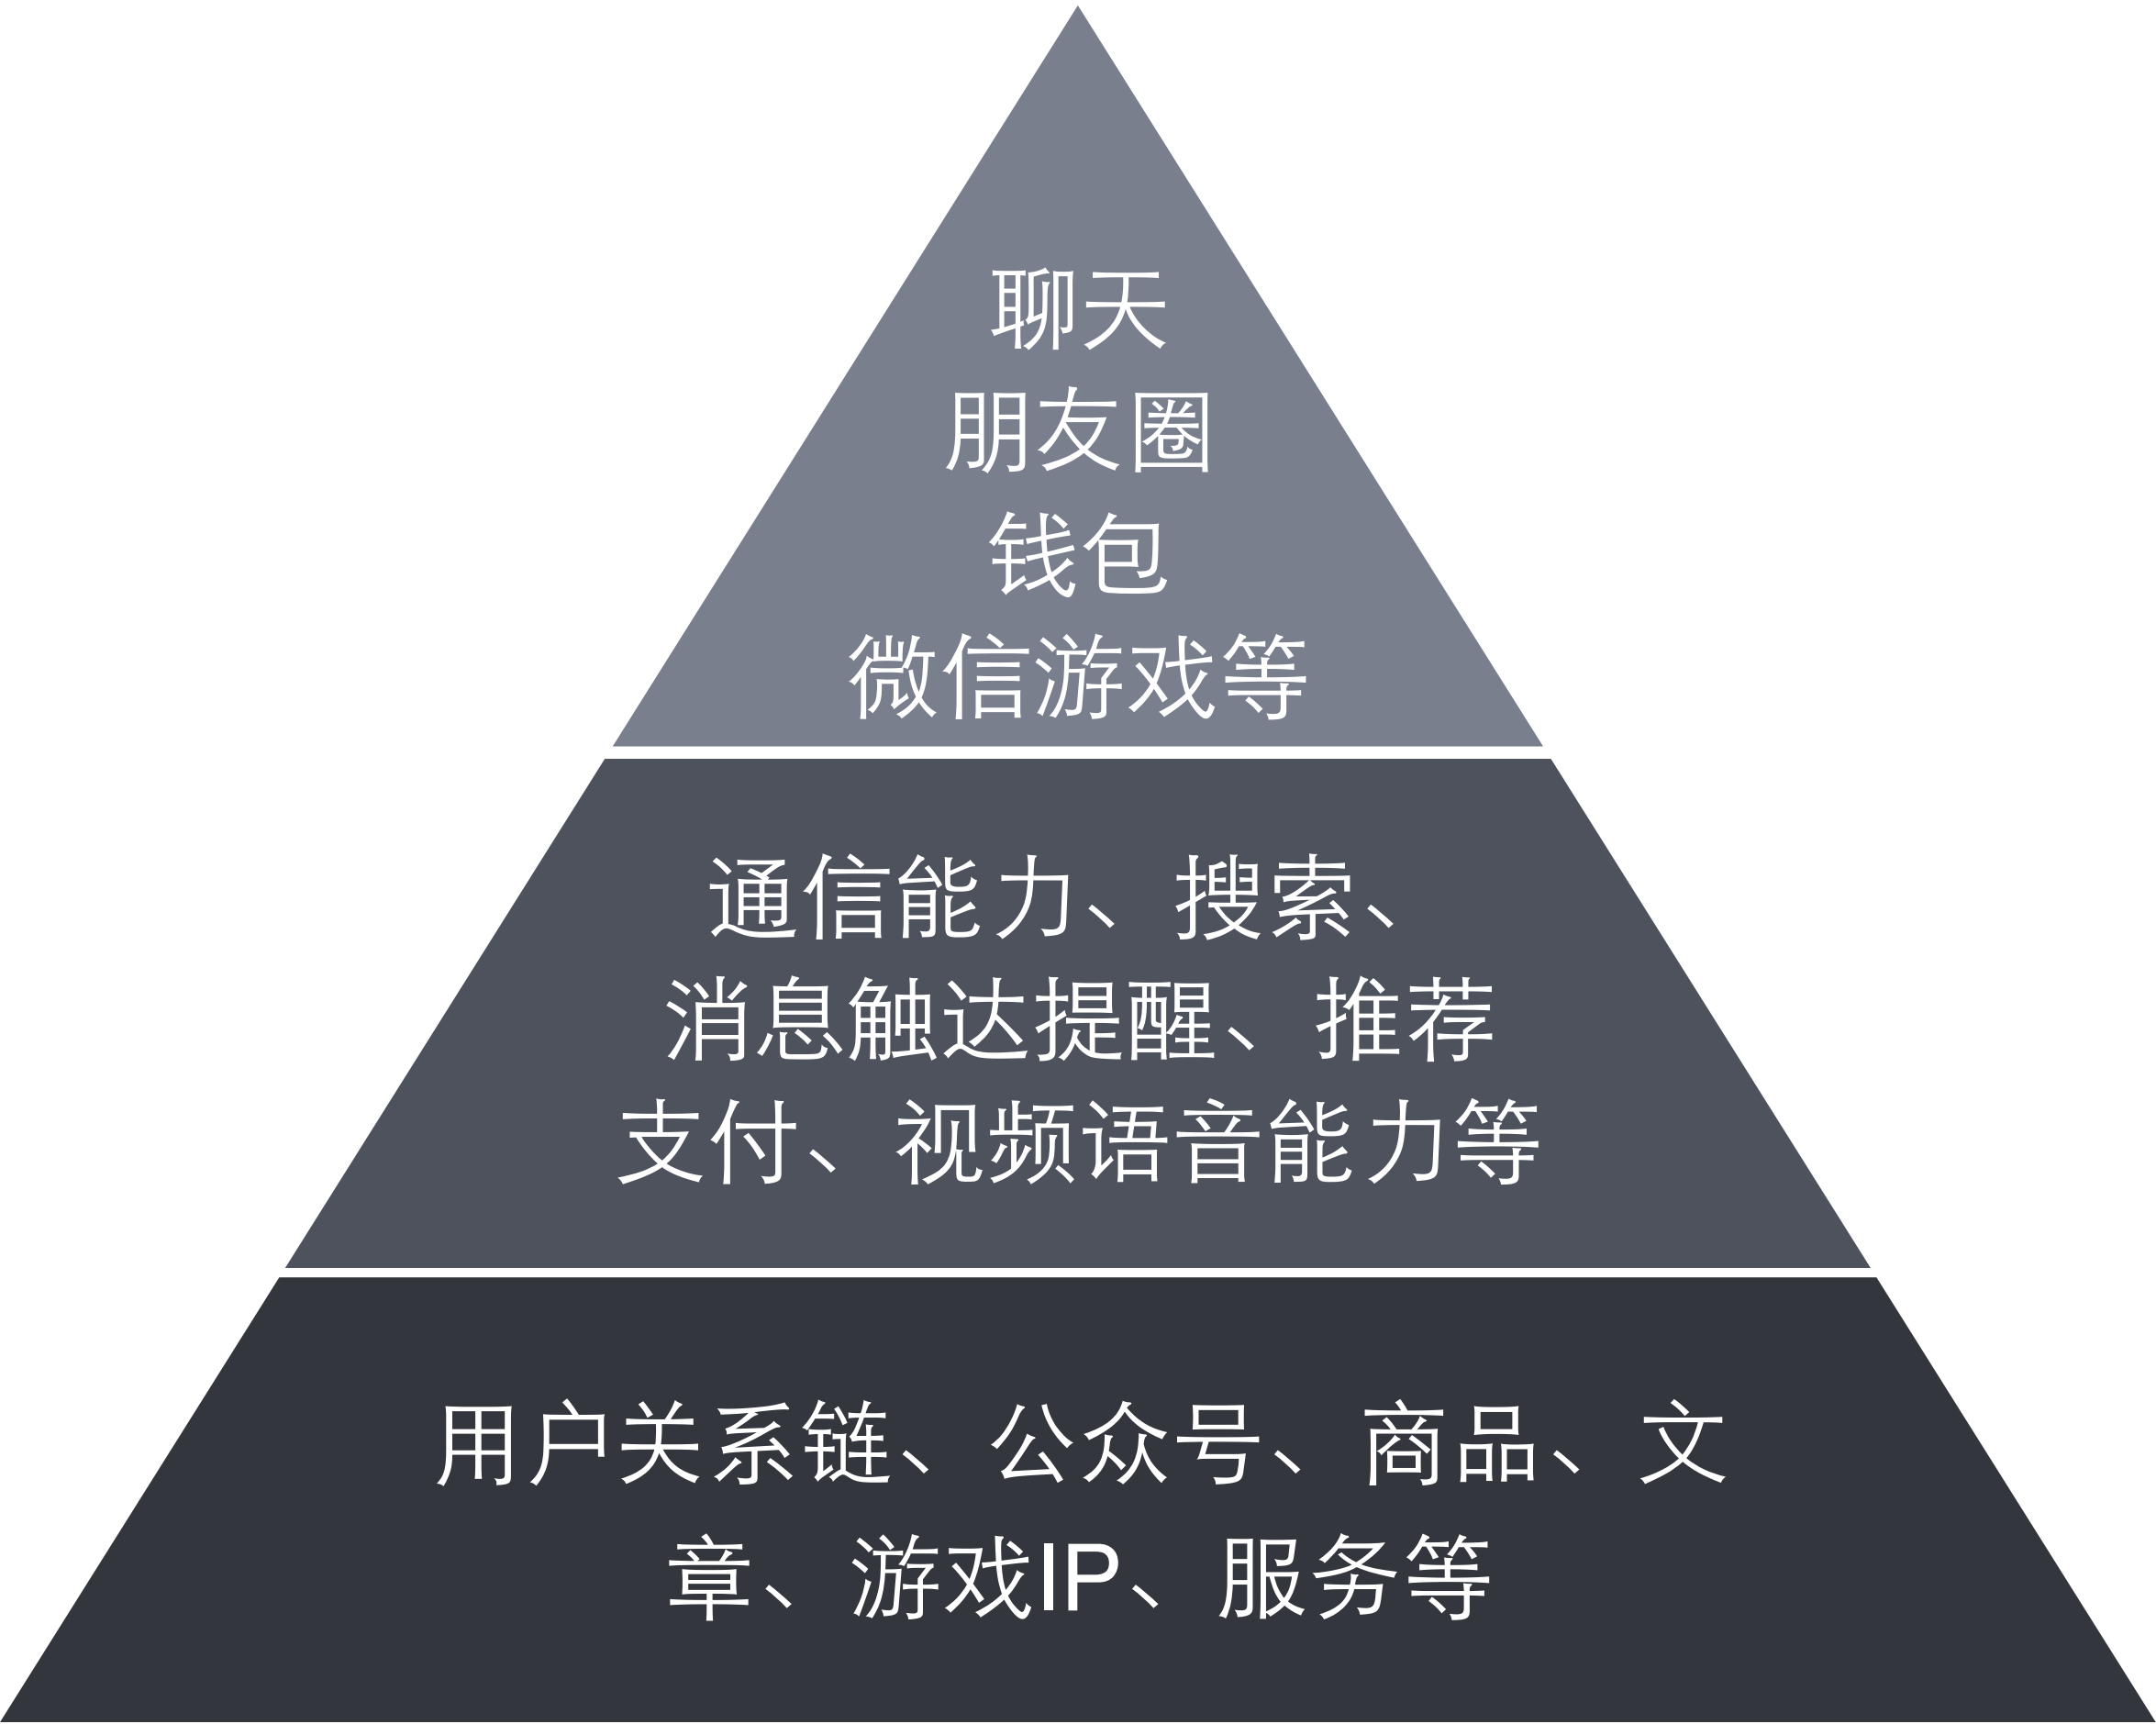 聊天
朋友圈
钱包
微信游戏等
通信能力、搜索、
消息触达提醒、推荐
支付、视频语音能力等
用户关系链、公众号、商品、文
章、游戏IP、服务等